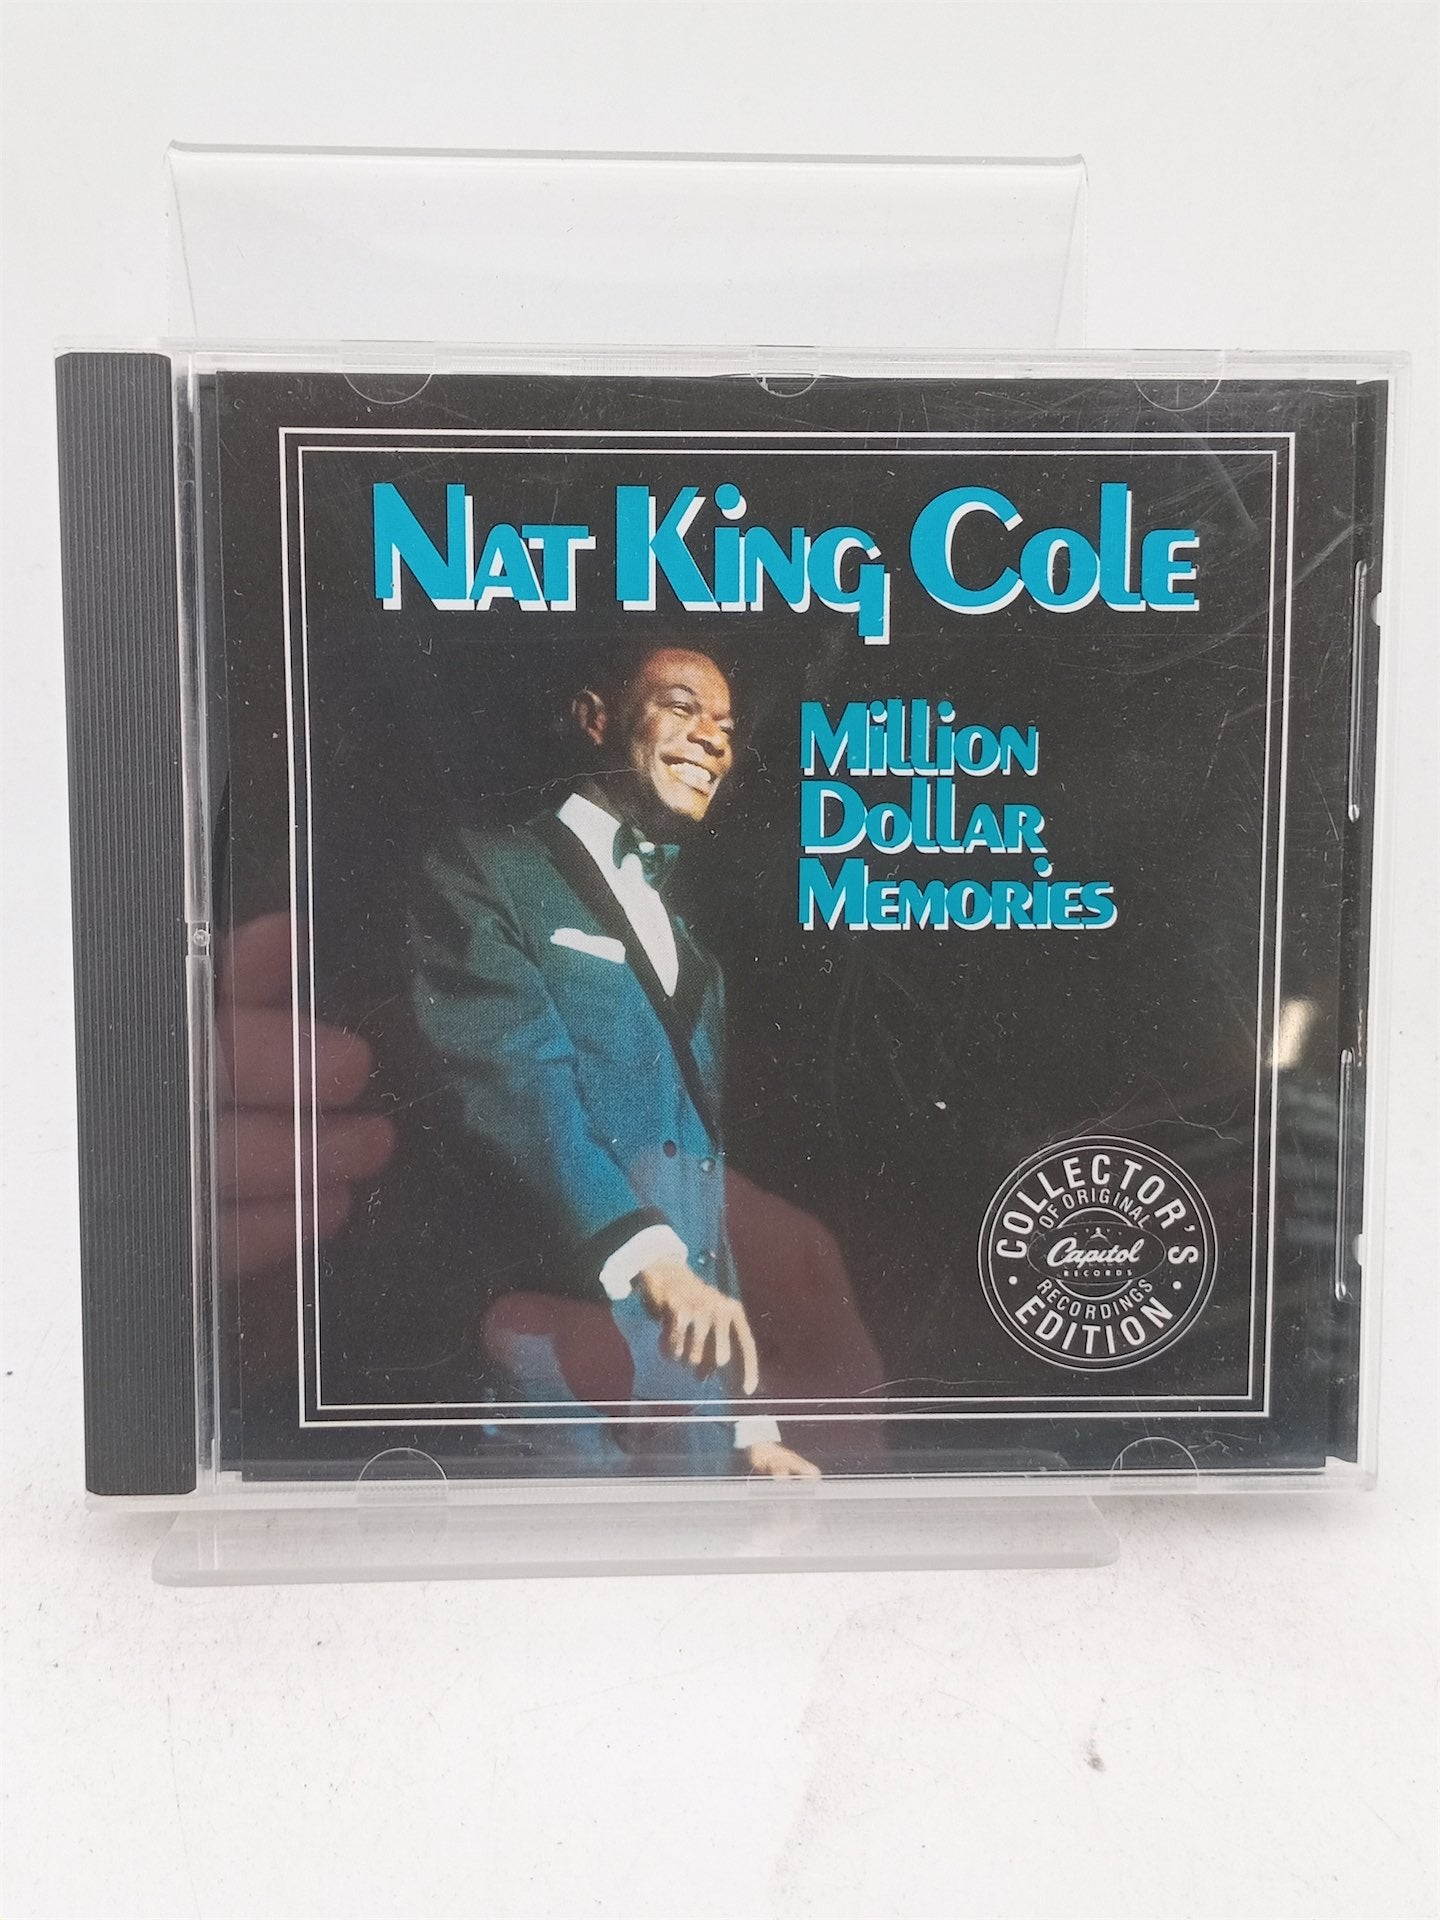 Nat King Cole
Million
Dollar
Memories
COLLECTOR'S
OF ORIGINAL
Capitol
RECORDS
RECORDINGS
EDITION